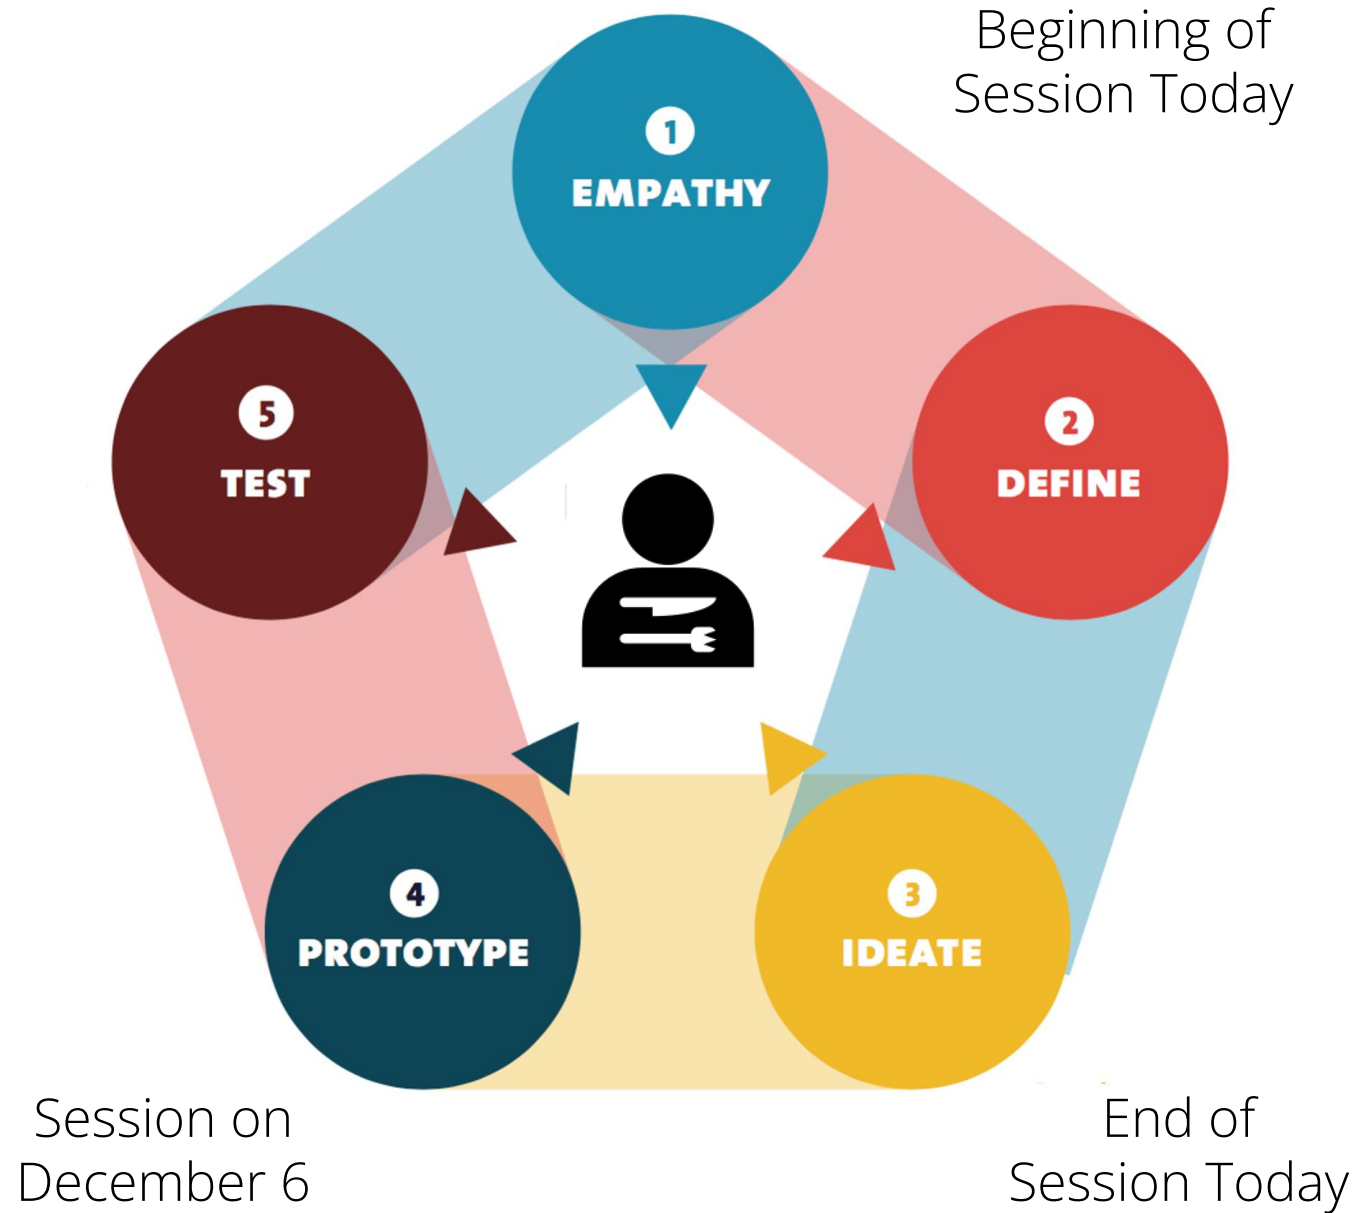 Beginning of
Session Today
1
EMPATHY
2
DEFINE
3
IDEATE
4
PROTOTYPE
5
TEST
End of
Session Today
Session on
December 6